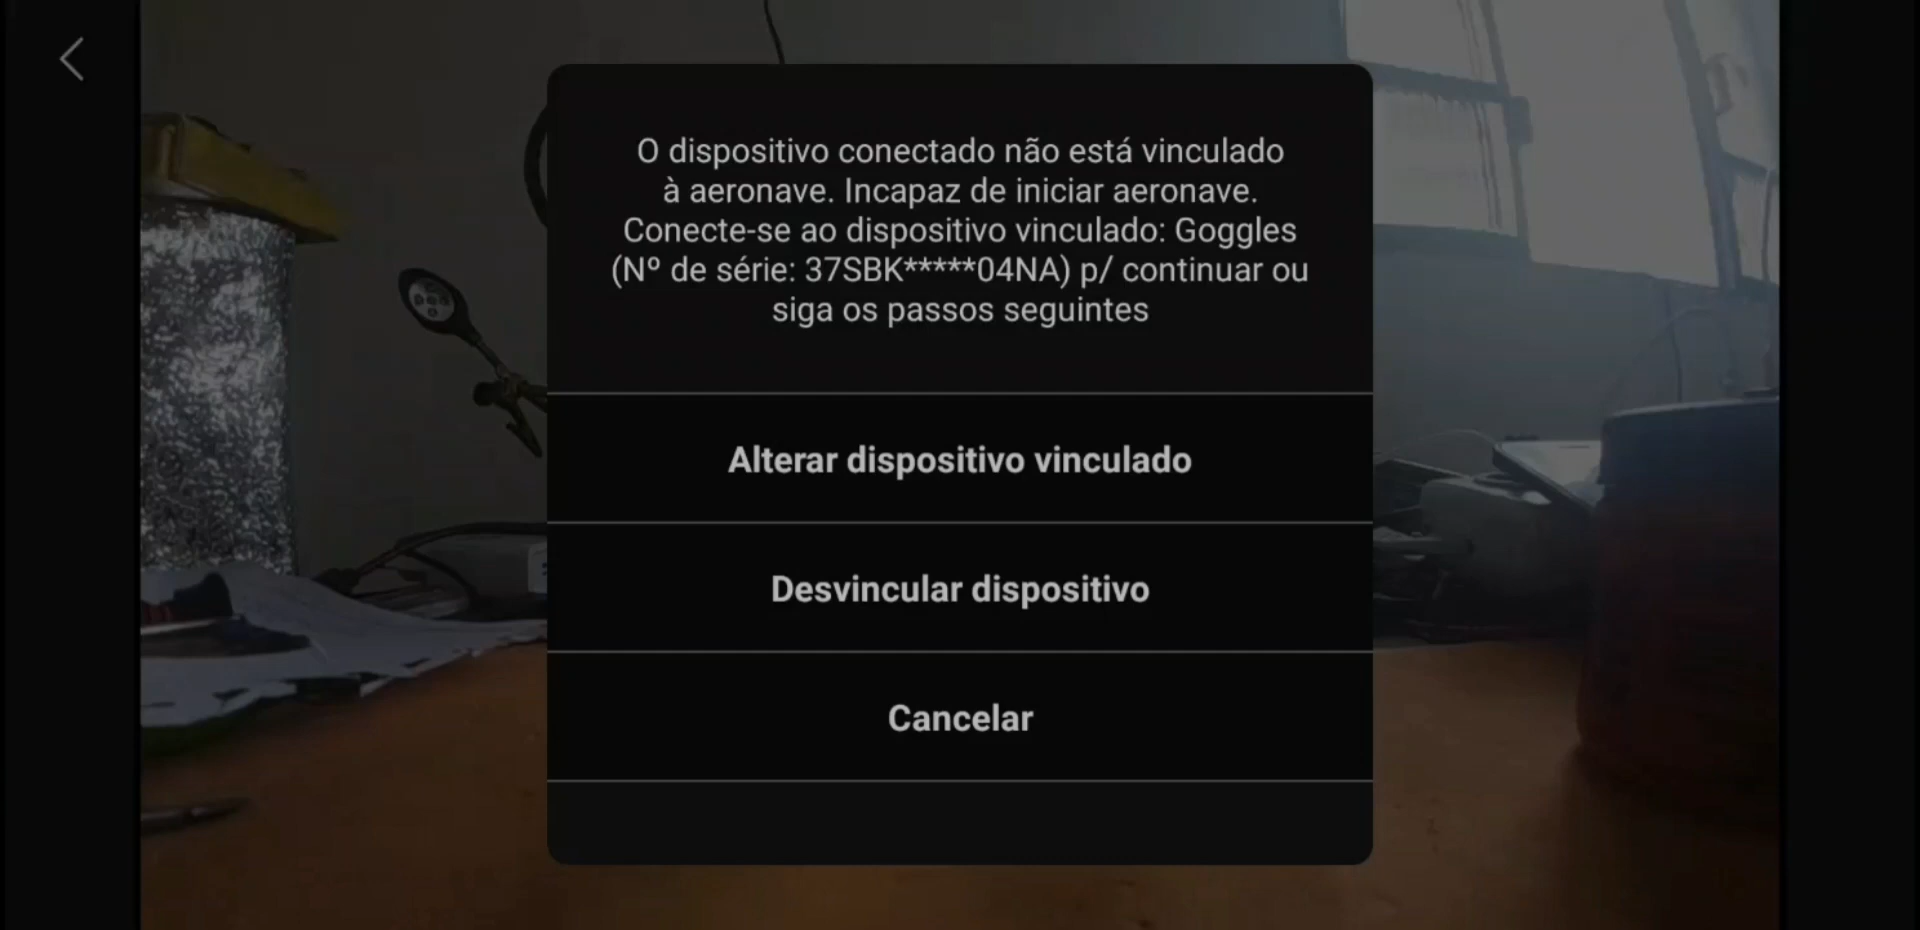 O dispositivo conectado não está vinculado
à aeronave. Incapaz de iniciar aeronave.
Conecte-se ao dispositivo vinculado: Goggles
(Nº de série: 37SBK*****04NA) p/ continuar ou
siga os passos seguintes
Alterar dispositivo vinculado
Desvincular dispositivo
Cancelar